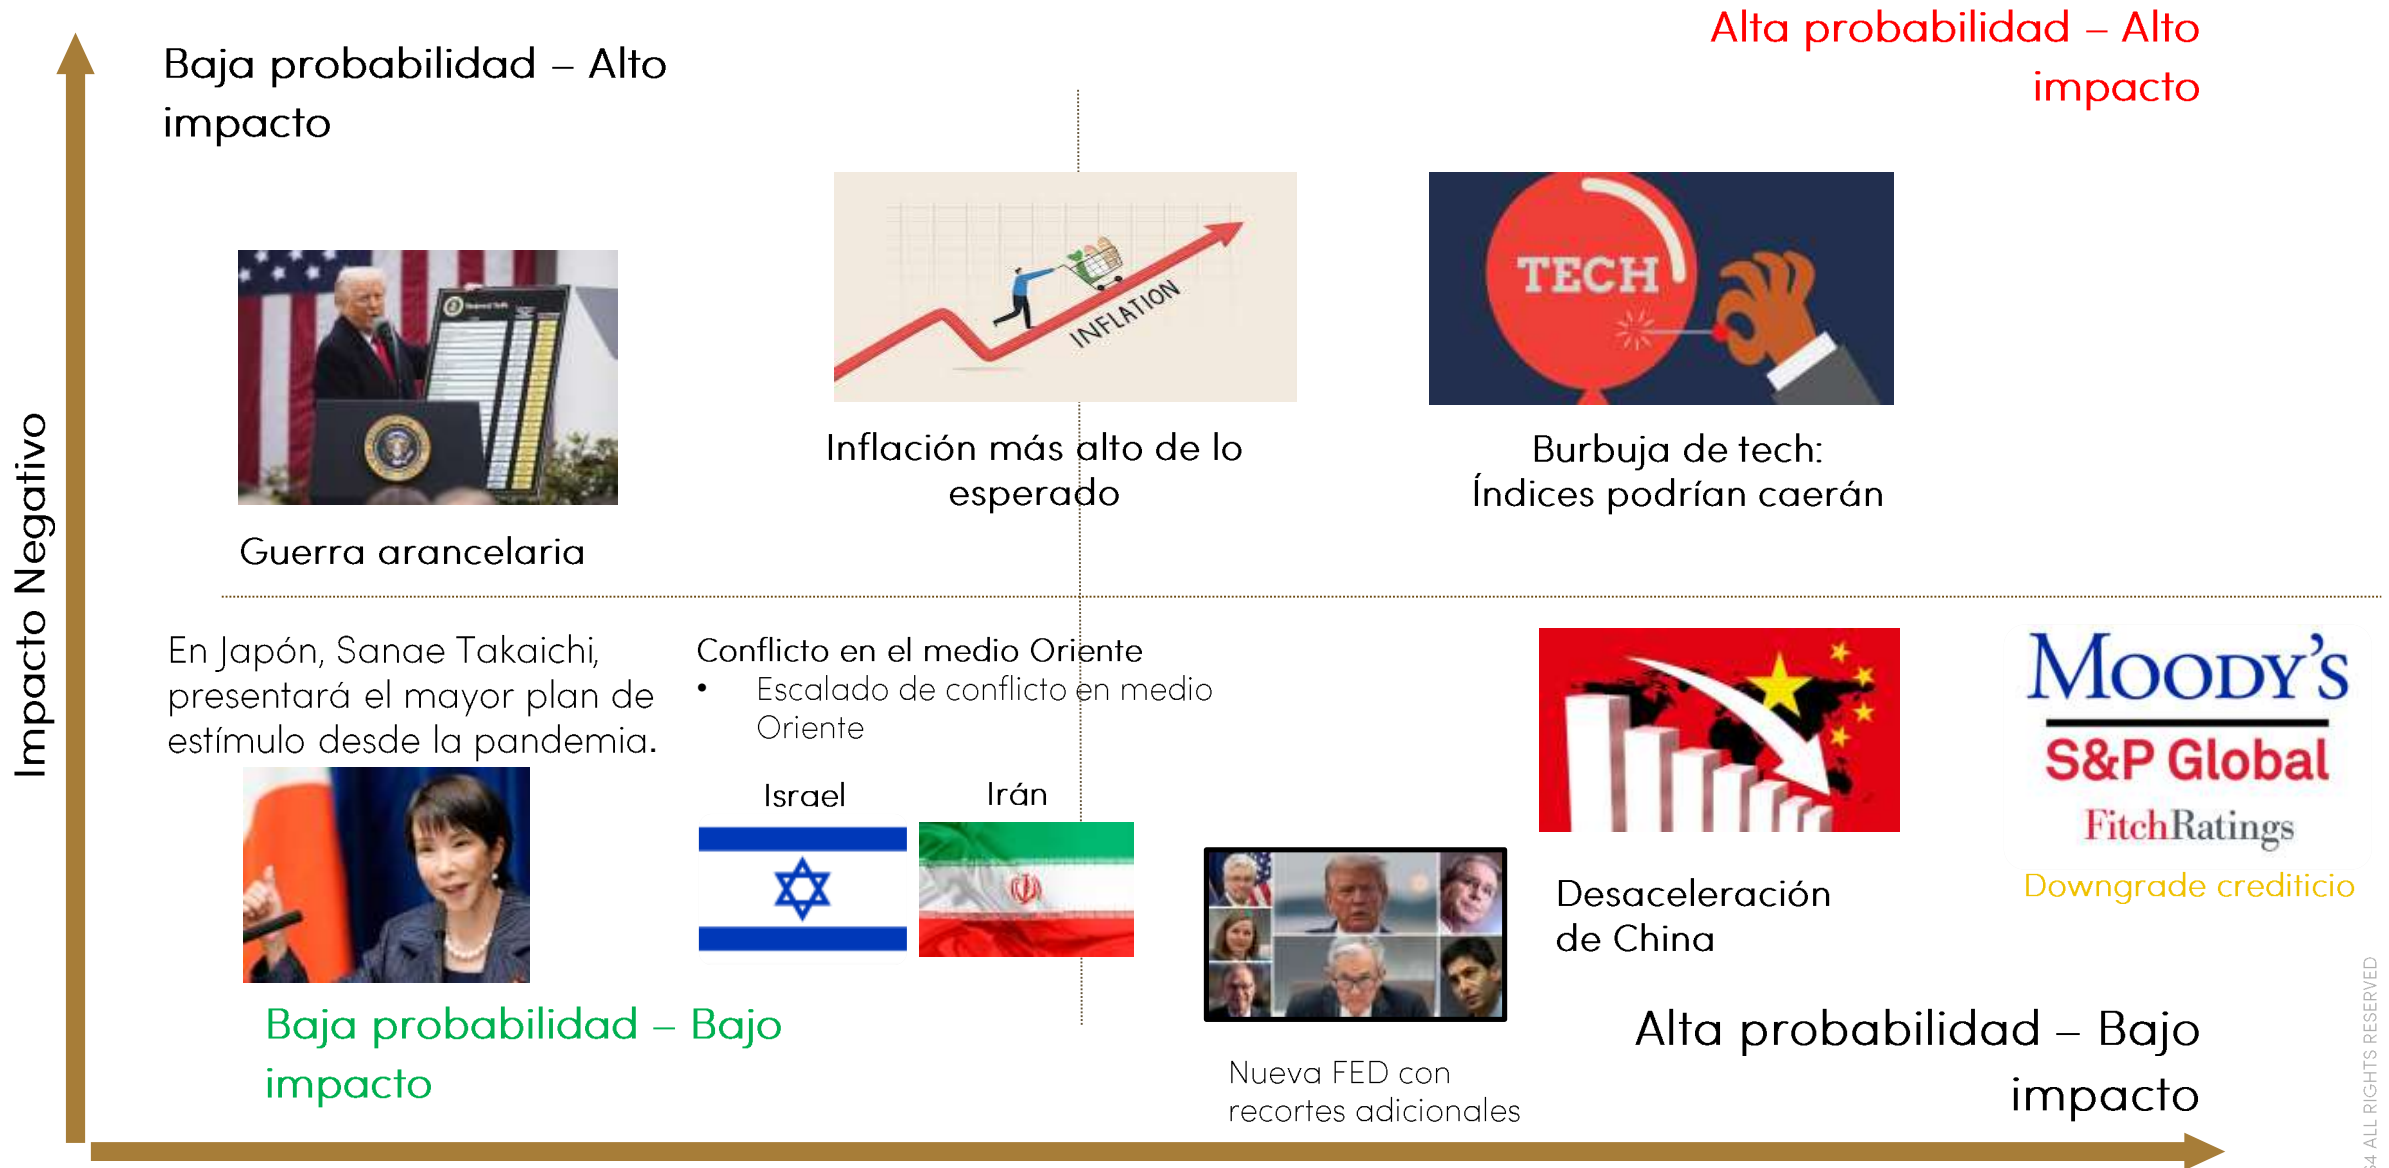 Baja probabilidad – Alto
impacto
Alta probabilidad – Alto
impacto
INFLATION
TECH
Guerra arancelaria
Inflación más alto de lo
esperado
Burbuja de tech:
Índices podrían caerán
Impacto Negativo
En Japón, Sanae Takaichi,
presentará el mayor plan de
estímulo desde la pandemia.
Conflicto en el medio Oriente
• Escalado de conflicto en medio
Oriente
Israel
Irán
Desaceleración
de China
MOODY'S
S&P Global
FitchRatings
Downgrade crediticio
Baja probabilidad – Bajo
impacto
Nueva FED con
recortes adicionales
Alta probabilidad – Bajo
impacto
ALL RIGHTS RESERVED